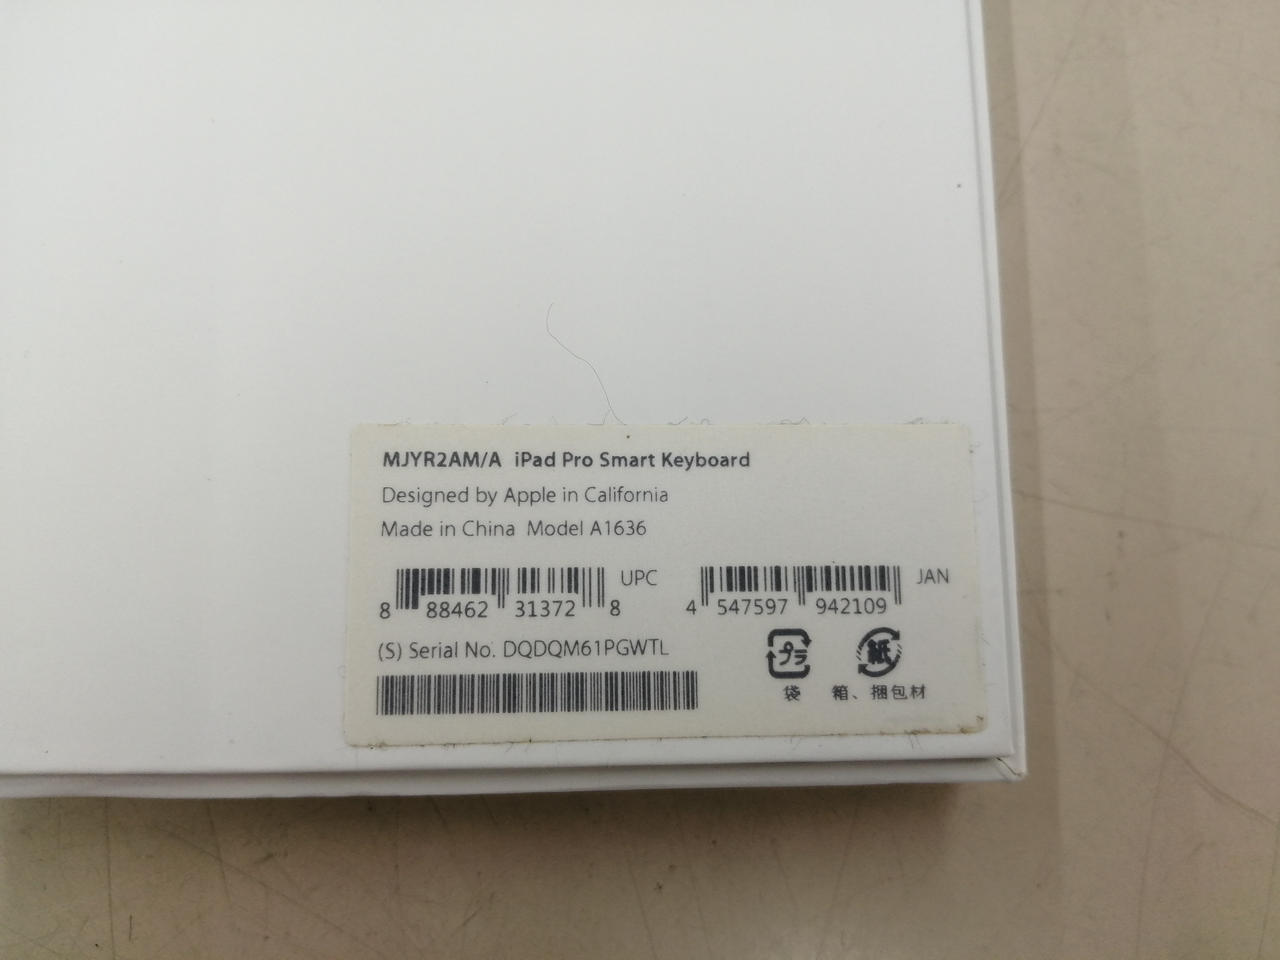 MJYR2AM/A iPad Pro Smart Keyboard
Designed by Apple in California
Made in China Model A1636
UPC JAN
8 88462 31372 8 4 547597 942109
(S) Serial No. DQDQM61PGWTL
プラ 紙
袋 箱、梱包材